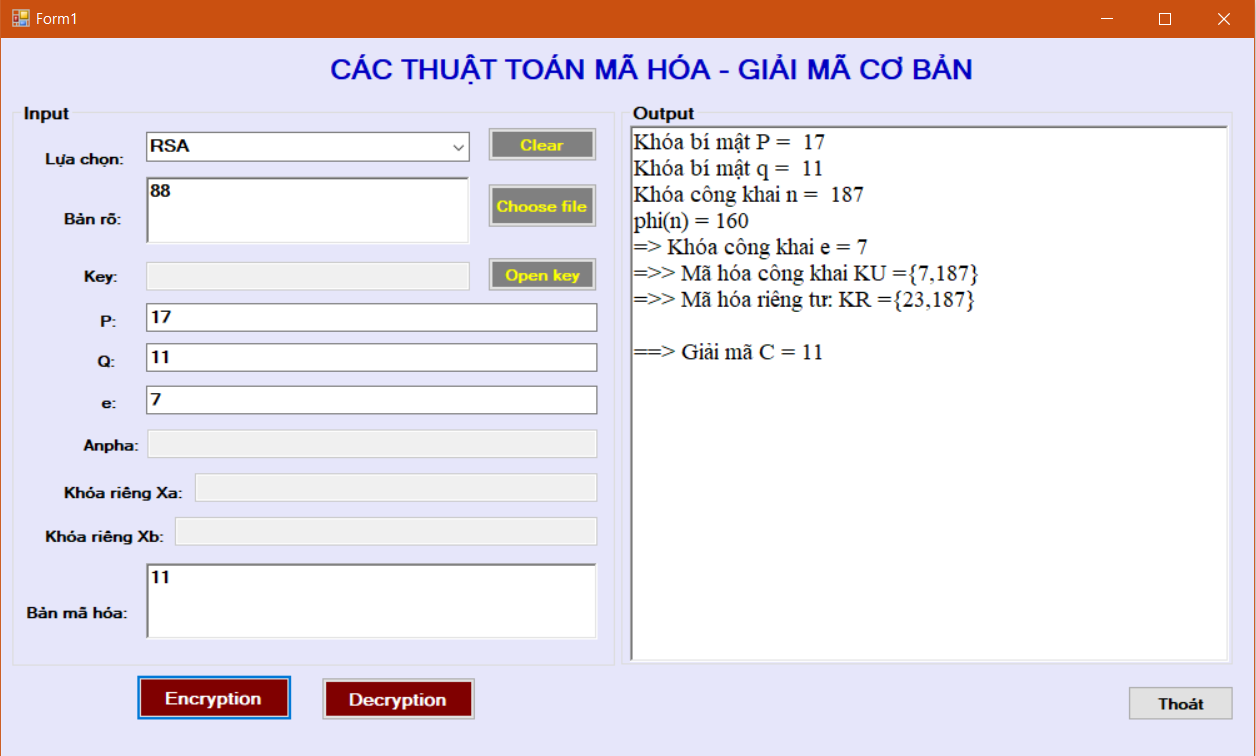 Form1
CÁC THUẬT TOÁN MÃ HÓA - GIẢI MÃ CƠ BẢN
Input
Lựa chọn:
RSA
Clear
Bản rõ:
88
Choose file
Key:
Open key
P:
17
Q:
11
e:
7
Anpha:
Khóa riêng Xa:
Khóa riêng Xb:
Bản mã hóa:
11
Encryption
Decryption
Output
Khóa bí mật P = 17
Khóa bí mật q = 11
Khóa công khai n = 187
phi(n) = 160
=> Khóa công khai e = 7
=>> Mã hóa công khai KU ={7,187}
=>> Mã hóa riêng tư: KR ={23,187}
==> Giải mã C = 11
Thoát